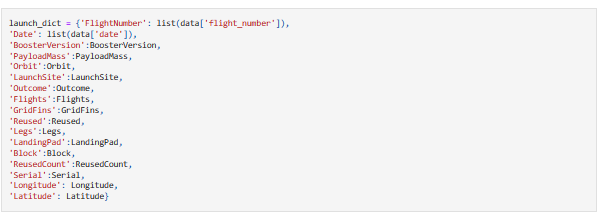 launch_dict = {'FlightNumber': list(data['flight_number']),
'Date': list(data['date']),
'BoosterVersion':BoosterVersion,
'PayloadMass':PayloadMass,
'Orbit':Orbit,
'LaunchSite':LaunchSite,
'Outcome':Outcome,
'Flights':Flights,
'GridFins':GridFins,
'Reused':Reused,
'Legs':Legs,
'LandingPad':LandingPad,
'Block':Block,
'ReusedCount':ReusedCount,
'Serial':Serial,
'Longitude': Longitude,
'Latitude': Latitude}